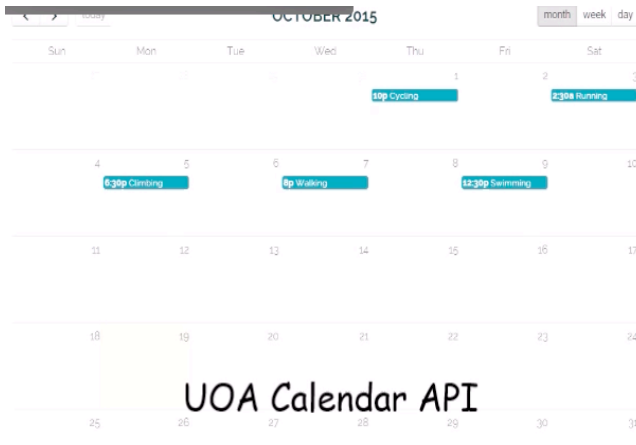 today
OCTOBER 2015
month week day
Sun Mon Tue Wed Thu Fri Sat
1 2 3
10p Cycling 2:30a Running
4 5 6 7 8 9 10
6:30p Climbing 8p Walking 12:30p Swimming
11 12 13 14 15 16 17
18 19 20 21 22 23 24
UOA Calendar API
25 26 27 28 29 30 31